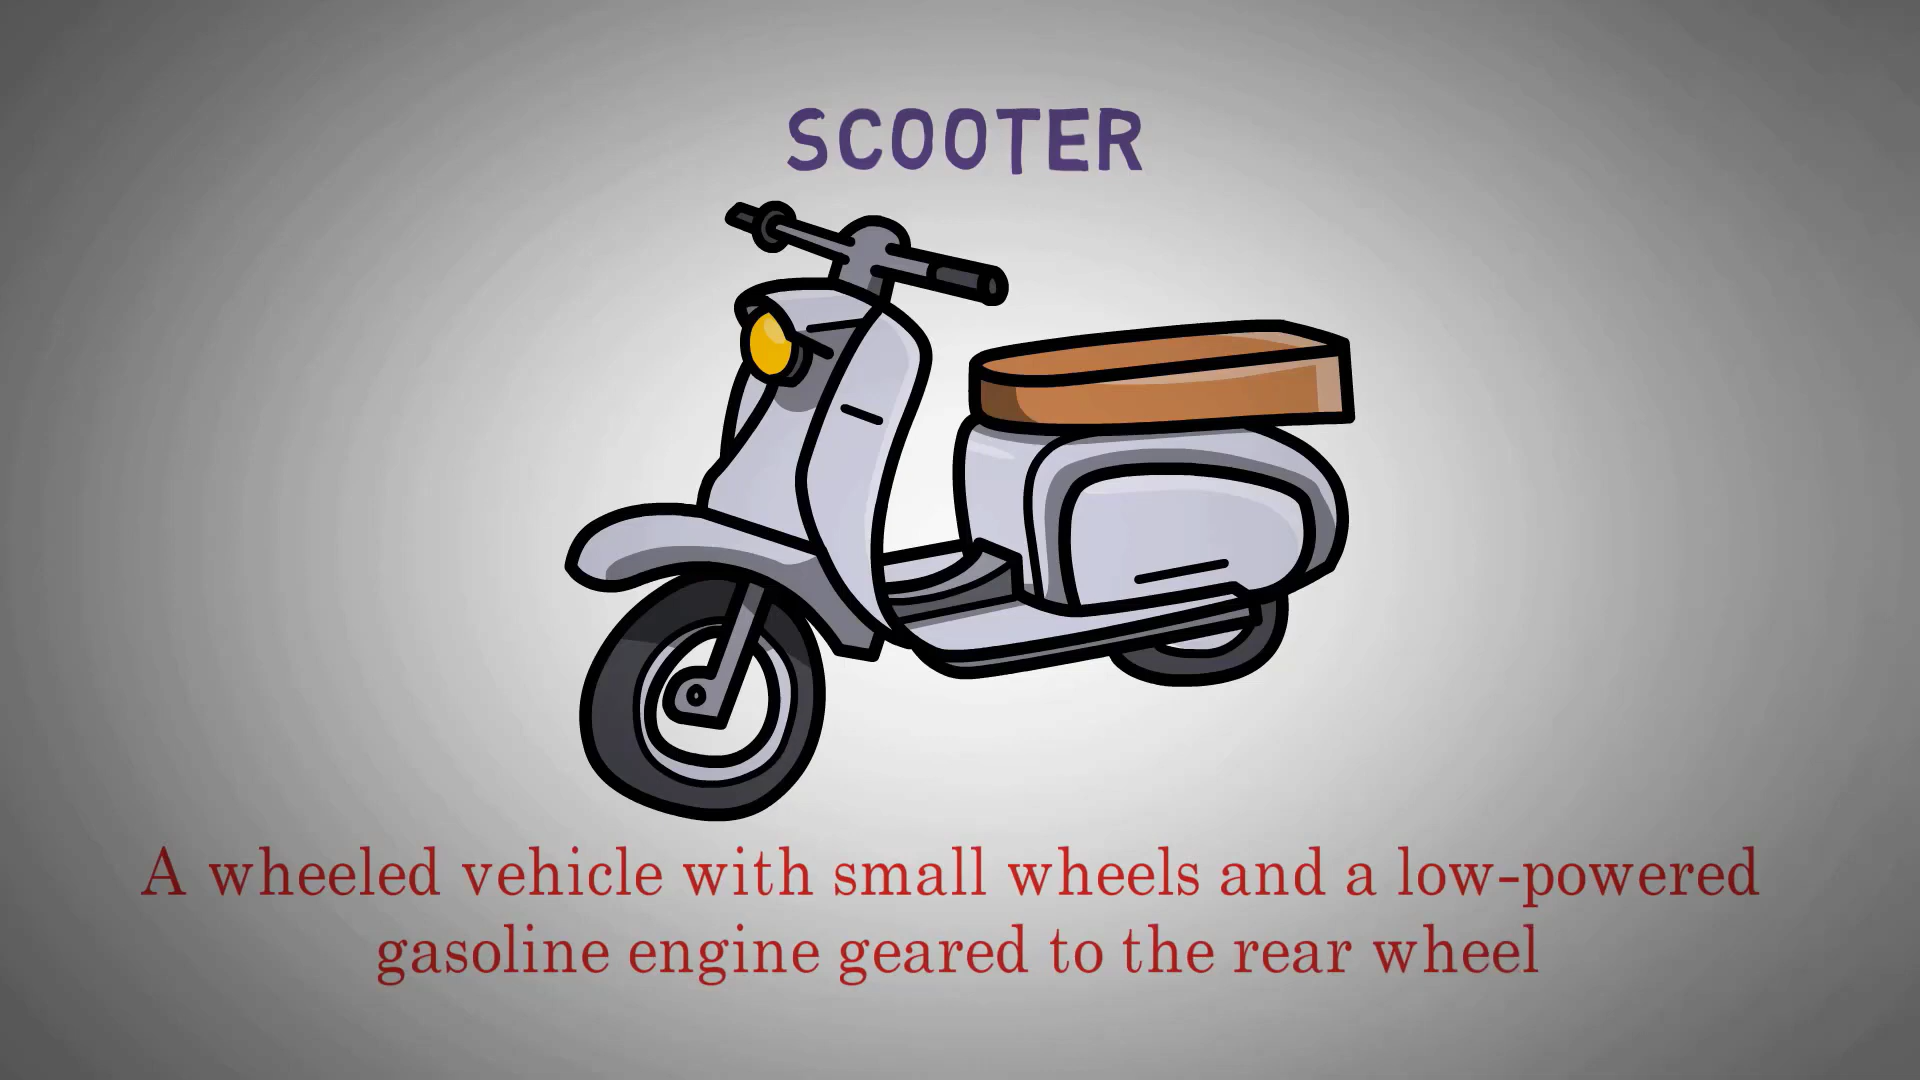 SCOOTER
A wheeled vehicle with small wheels and a low-powered
gasoline engine geared to the rear wheel